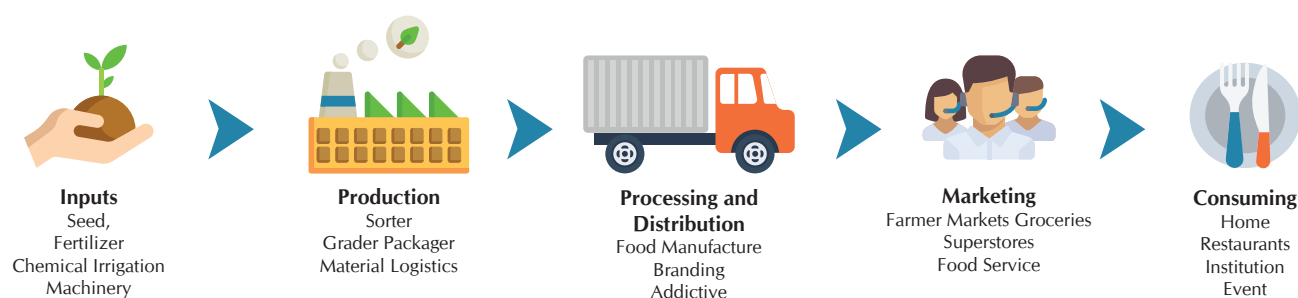 Inputs
Seed,
Fertilizer
Chemical Irrigation
Machinery
Production
Sorter
Grader Packager
Material Logistics
Processing and
Distribution
Food Manufacture
Branding
Addictive
Marketing
Farmer Markets Groceries
Superstores
Food Service
Consuming
Home
Restaurants
Institution
Event